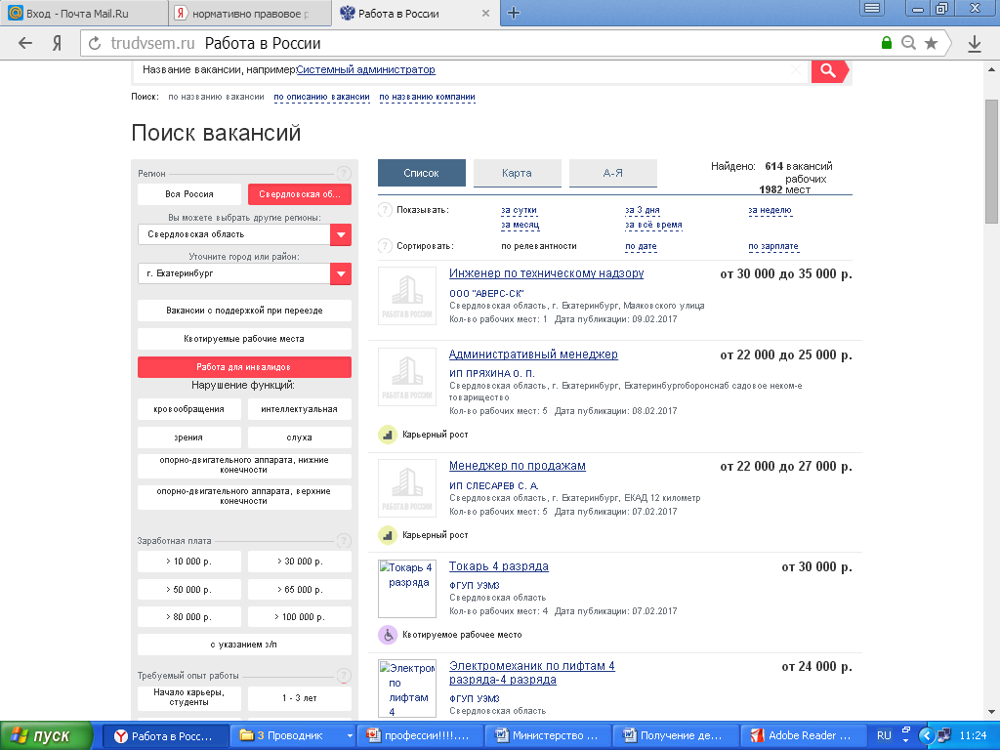 Вход - Почта Mail.Ru
нормативно правовое р
Работа в России
trudvsem.ru Работа в России
Название вакансии, например:Системный администратор
Поиск: по названию вакансии по описанию вакансии по названию компании
Поиск вакансий
Регион
?
Вся Россия
Свердловская об...
Вы можете выбрать другие регионы:
Свердловская область
Уточните город или район:
г. Екатеринбург
Вакансии с поддержкой при переезде
Квотируемые рабочие места
Работа для инвалидов
Нарушение функций:
кровообращения
интеллектуальная
зрения
слуха
опорно-двигательного аппарата, нижние
конечности
опорно-двигательного аппарата, верхние
конечности
Заработная плата
?
> 10 000 р.
> 30 000 р.
> 50 000 р.
> 65 000 р.
> 80 000 р.
> 100 000 р.
с указанием з/п
Требуемый опыт работы
?
Начало карьеры,
студенты
1 - 3 лет
Список
Карта
А-Я
Найдено: 614 вакансий
рабочих
1982 мест
? Показывать: за сутки за 3 дня за неделю
за месяц за всё время
? Сортировать: по релевантности по дате по зарплате
РАБОТА В РОССИИ
Инженер по техническому надзору
от 30 000 до 35 000 р.
ООО "АВЕРС-СК"
Свердловская область, г. Екатеринбург, Маяковского улица
Кол-во рабочих мест: 1 Дата публикации: 09.02.2017
РАБОТА В РОССИИ
Административный менеджер
от 22 000 до 25 000 р.
ИП ПРЯХИНА О. П.
Свердловская область, г. Екатеринбург, Екатеринбургоборонснаб садовое неком-е
товарищество
Кол-во рабочих мест: 5 Дата публикации: 08.02.2017
Карьерный рост
РАБОТА В РОССИИ
Менеджер по продажам
от 22 000 до 27 000 р.
ИП СЛЕСАРЕВ С. А.
Свердловская область, г. Екатеринбург, ЕКАД 12 километр
Кол-во рабочих мест: 5 Дата публикации: 07.02.2017
Карьерный рост
Токарь 4
разряда
Токарь 4 разряда
от 30 000 р.
ФГУП УЭМЗ
Свердловская область
Кол-во рабочих мест: 4 Дата публикации: 07.02.2017
Квотируемое рабочее место
Электром
по
лифтам
4
Электромеханик по лифтам 4
разряда-4 разряда
от 24 000 р.
ФГУП УЭМЗ
Свердловская область
пуск
Работа в Росс...
3 Проводник
профессии!!!!...
Министерство ...
Получение де...
Adobe Reader ...
RU
11:24